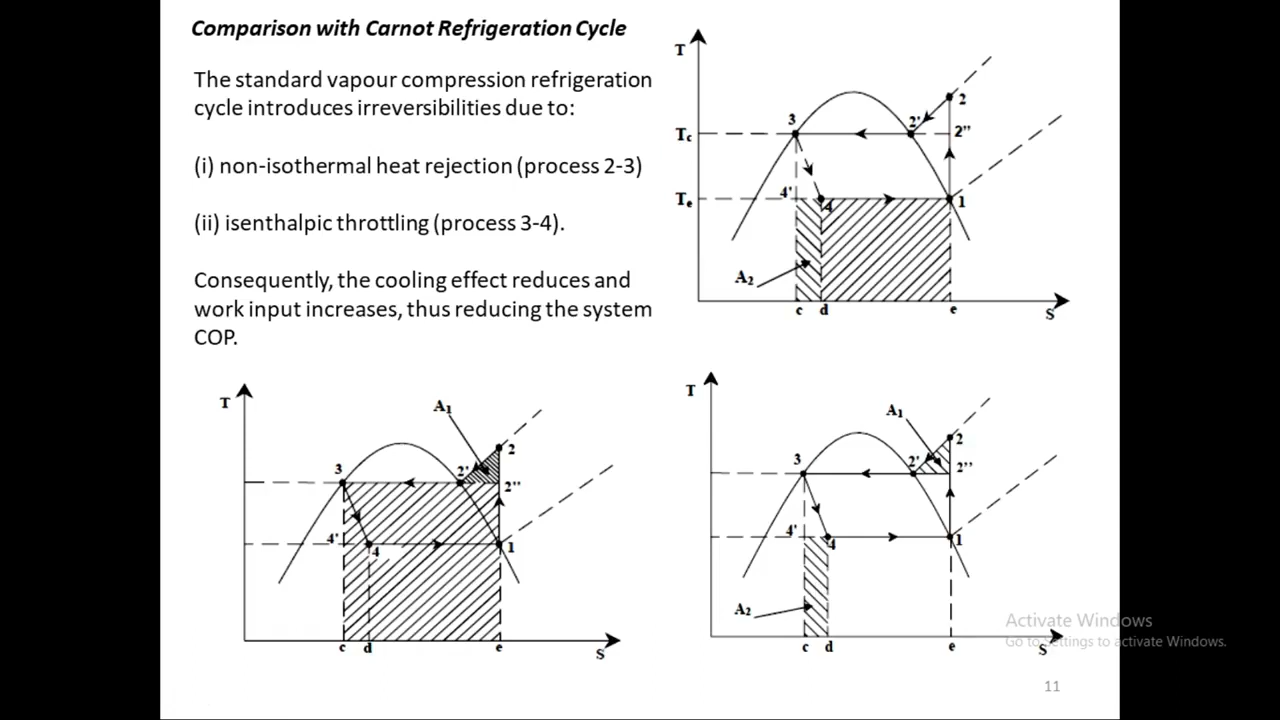 Comparison with Carnot Refrigeration Cycle
The standard vapour compression refrigeration
cycle introduces irreversibilities due to:
(i) non-isothermal heat rejection (process 2-3)
(ii) isenthalpic throttling (process 3-4).
Consequently, the cooling effect reduces and
work input increases, thus reducing the system
COP.
T
2
3
2'
Tc
2''
4'
Te
4
1
A2
c d e
S
T
A1
2
3
2'
2''
4'
4
1
c d e
S
T
A1
2
3
2'
2''
4'
4
1
A2
c d e
S
Activate Windows
Go to Settings to activate Windows.
11